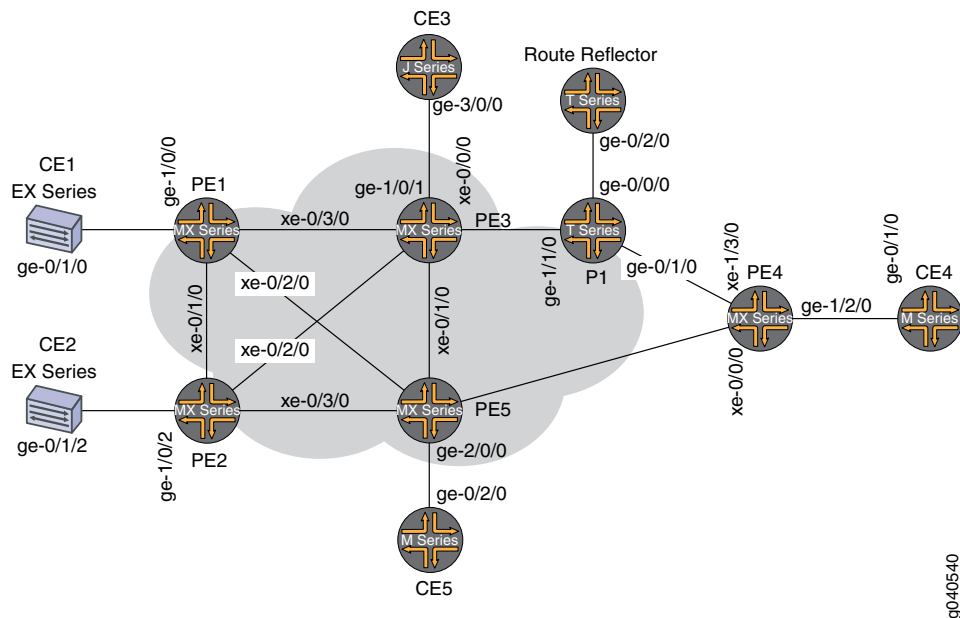 CE3
J Series
ge-3/0/0
Route Reflector
T Series
ge-0/2/0
CE1
EX Series
ge-0/1/0
ge-1/0/0
PE1
MX Series
xe-0/3/0
ge-1/0/1
xe-0/0/0
MX Series
PE3
ge-0/0/0
T Series
ge-1/1/0
P1
ge-0/1/0
xe-1/3/0
PE4
MX Series
ge-1/2/0
xe-0/0/0
ge-0/1/0
CE4
M Series
xe-0/2/0
xe-0/1/0
xe-0/2/0
xe-0/1/0
CE2
EX Series
ge-0/1/2
ge-1/0/2
MX Series
PE2
xe-0/3/0
MX Series
PE5
ge-2/0/0
ge-0/2/0
M Series
CE5
g040540